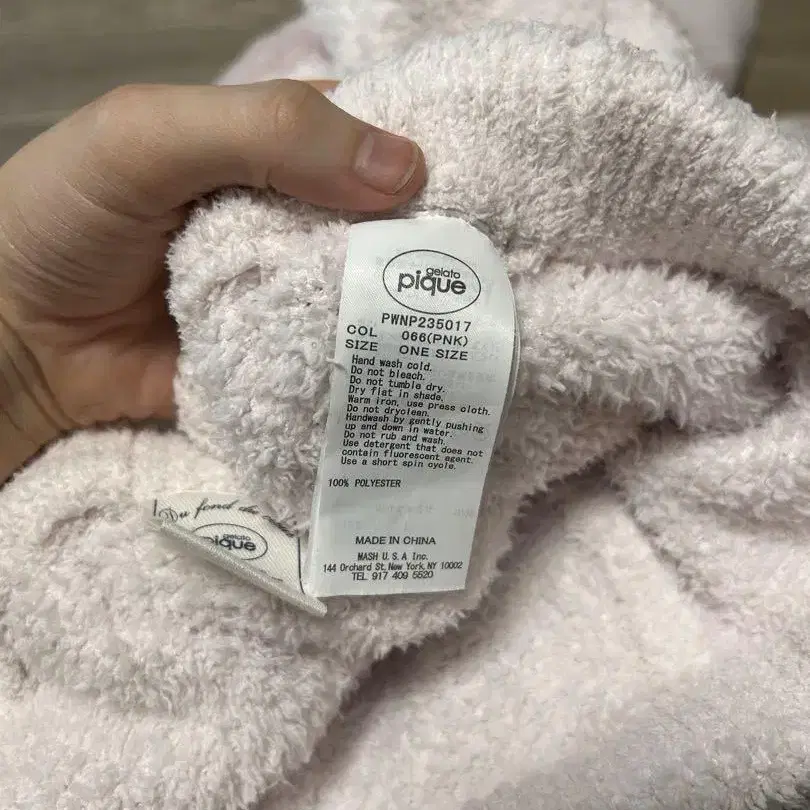 gelato
pique
PWNP235017
COL 066(PNK)
SIZE ONE SIZE
Hand wash cold.
Do not bleach.
Do not tumble dry.
Dry flat in shade.
Warm iron, use press cloth.
Do not dryclean.
Handwash by gently pushing
up and down in water.
Do not rub and wash.
Use detergent that does not
contain fluorescent agent.
Use a short spin cycle.
100% POLYESTER
MADE IN CHINA
MASH U.S.A Inc.
144 Orchard St, New York, NY 10002
TEL 917 409 5520
Du fond du
gelato
pique